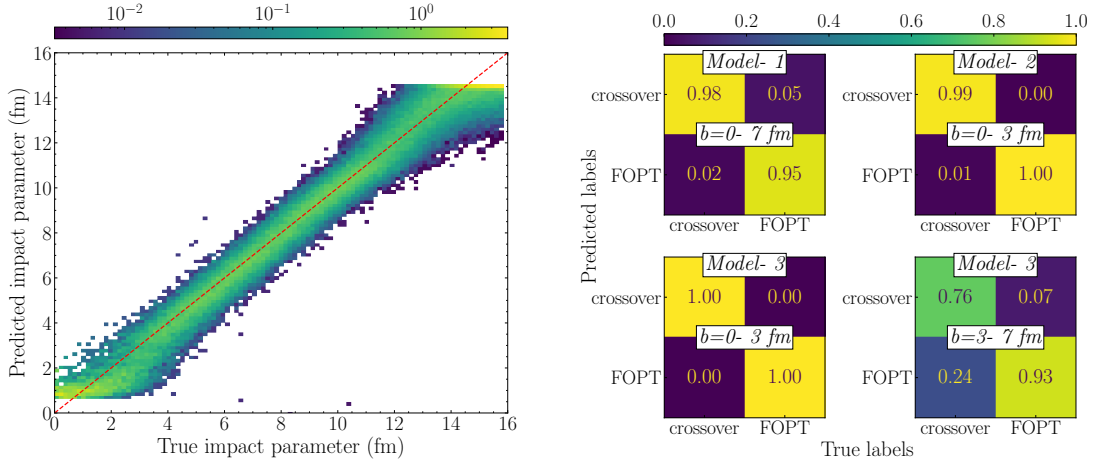 10⁻² 10⁻¹ 10⁰
16
14
12
10
8
6
4
2
0
Predicted impact parameter (fm)
0 2 4 6 8 10 12 14 16
True impact parameter (fm)
0.0 0.2 0.4 0.6 0.8 1.0
Predicted labels
Model- 1
crossover 0.98 0.05
b=0- 7 fm
FOPT 0.02 0.95
crossover FOPT
Model- 2
crossover 0.99 0.00
b=0- 3 fm
FOPT 0.01 1.00
crossover FOPT
Model- 3
crossover 1.00 0.00
b=0- 3 fm
FOPT 0.00 1.00
crossover FOPT
Model- 3
crossover 0.76 0.07
b=3- 7 fm
FOPT 0.24 0.93
crossover FOPT
True labels